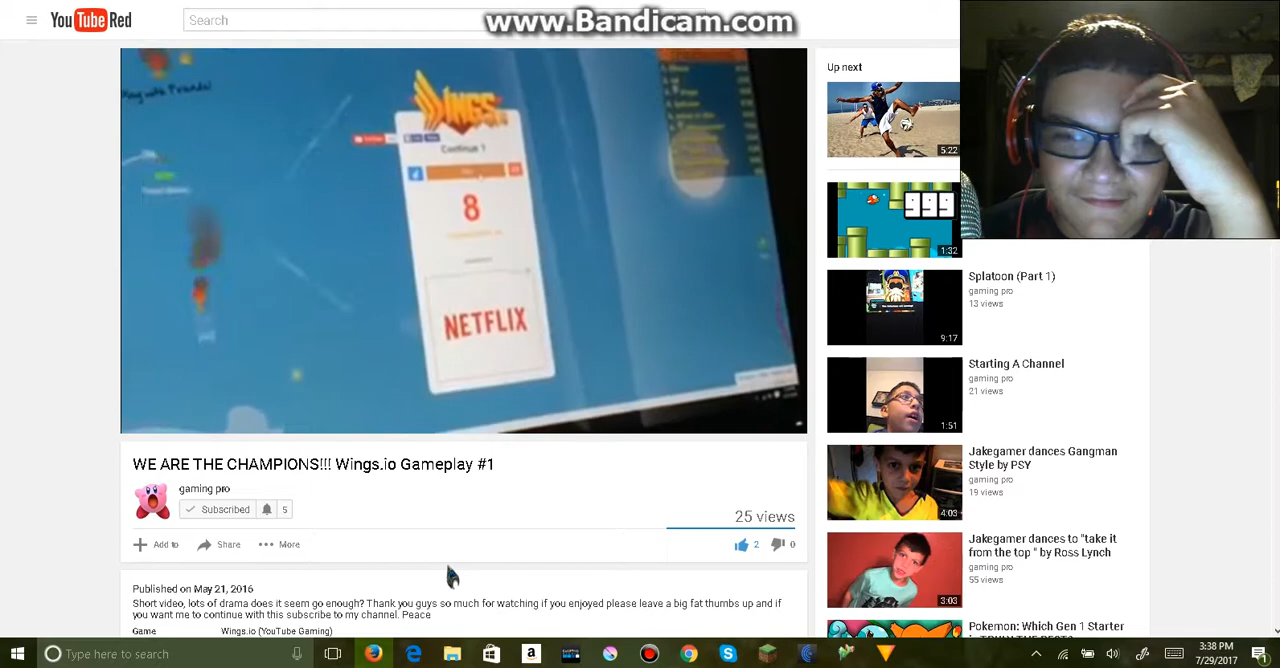 YouTube Red
Search
www.Bandicam.com
WINGS
Continue 1
8
NETFLIX
WE ARE THE CHAMPIONS!!! Wings.io Gameplay #1
gaming pro
Subscribed 5
25 views
Add to Share More
2 0
Published on May 21, 2016
Short video, lots of drama does it seem go enough? Thank you guys so much for watching if you enjoyed please leave a big fat thumbs up and if
you want me to continue with this subscribe to my channel. Peace
Game Wings.io (YouTube Gaming)
Up next
5:22
999
1:32
Splatoon (Part 1)
gaming pro
13 views
9:17
Starting A Channel
gaming pro
21 views
1:51
Jakegamer dances Gangman
Style by PSY
gaming pro
19 views
4:03
Jakegamer dances to "take it
from the top " by Ross Lynch
gaming pro
55 views
3:03
Pokemon: Which Gen 1 Starter
Type here to search
3:38 PM
7/29/2017